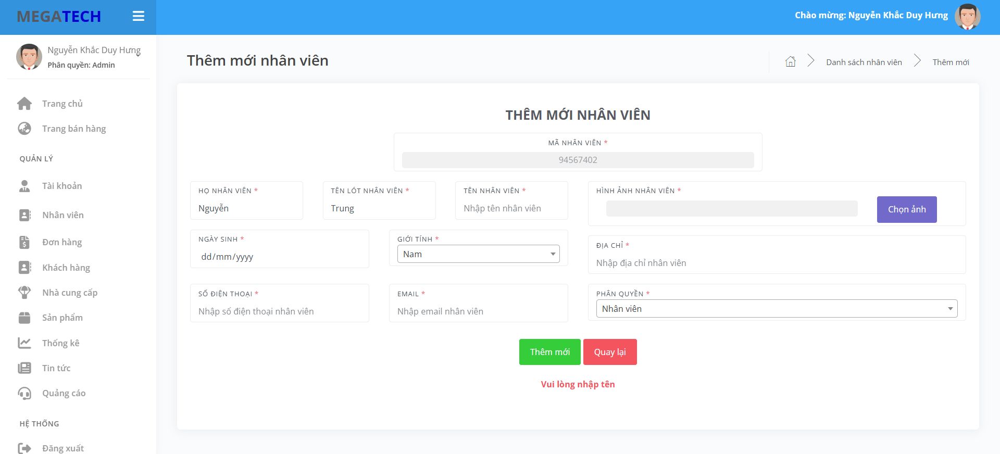 MEGATECH
Chào mừng: Nguyễn Khắc Duy Hưng
Nguyễn Khắc Duy Hưng
Phân quyền: Admin
Trang chủ
Trang bán hàng
QUẢN LÝ
Tài khoản
Nhân viên
Đơn hàng
Khách hàng
Nhà cung cấp
Sản phẩm
Thống kê
Tin tức
Quảng cáo
HỆ THỐNG
Đăng xuất
Thêm mới nhân viên
Danh sách nhân viên
Thêm mới
THÊM MỚI NHÂN VIÊN
MÃ NHÂN VIÊN *
94567402
HỌ NHÂN VIÊN *
Nguyễn
TÊN LÓT NHÂN VIÊN *
Trung
TÊN NHÂN VIÊN *
Nhập tên nhân viên
HÌNH ẢNH NHÂN VIÊN *
Chọn ảnh
NGÀY SINH *
dd/mm/yyyy
GIỚI TÍNH *
Nam
ĐỊA CHỈ *
Nhập địa chỉ nhân viên
SỐ ĐIỆN THOẠI *
Nhập số điện thoại nhân viên
EMAIL *
Nhập email nhân viên
PHÂN QUYỀN *
Nhân viên
Thêm mới
Quay lại
Vui lòng nhập tên